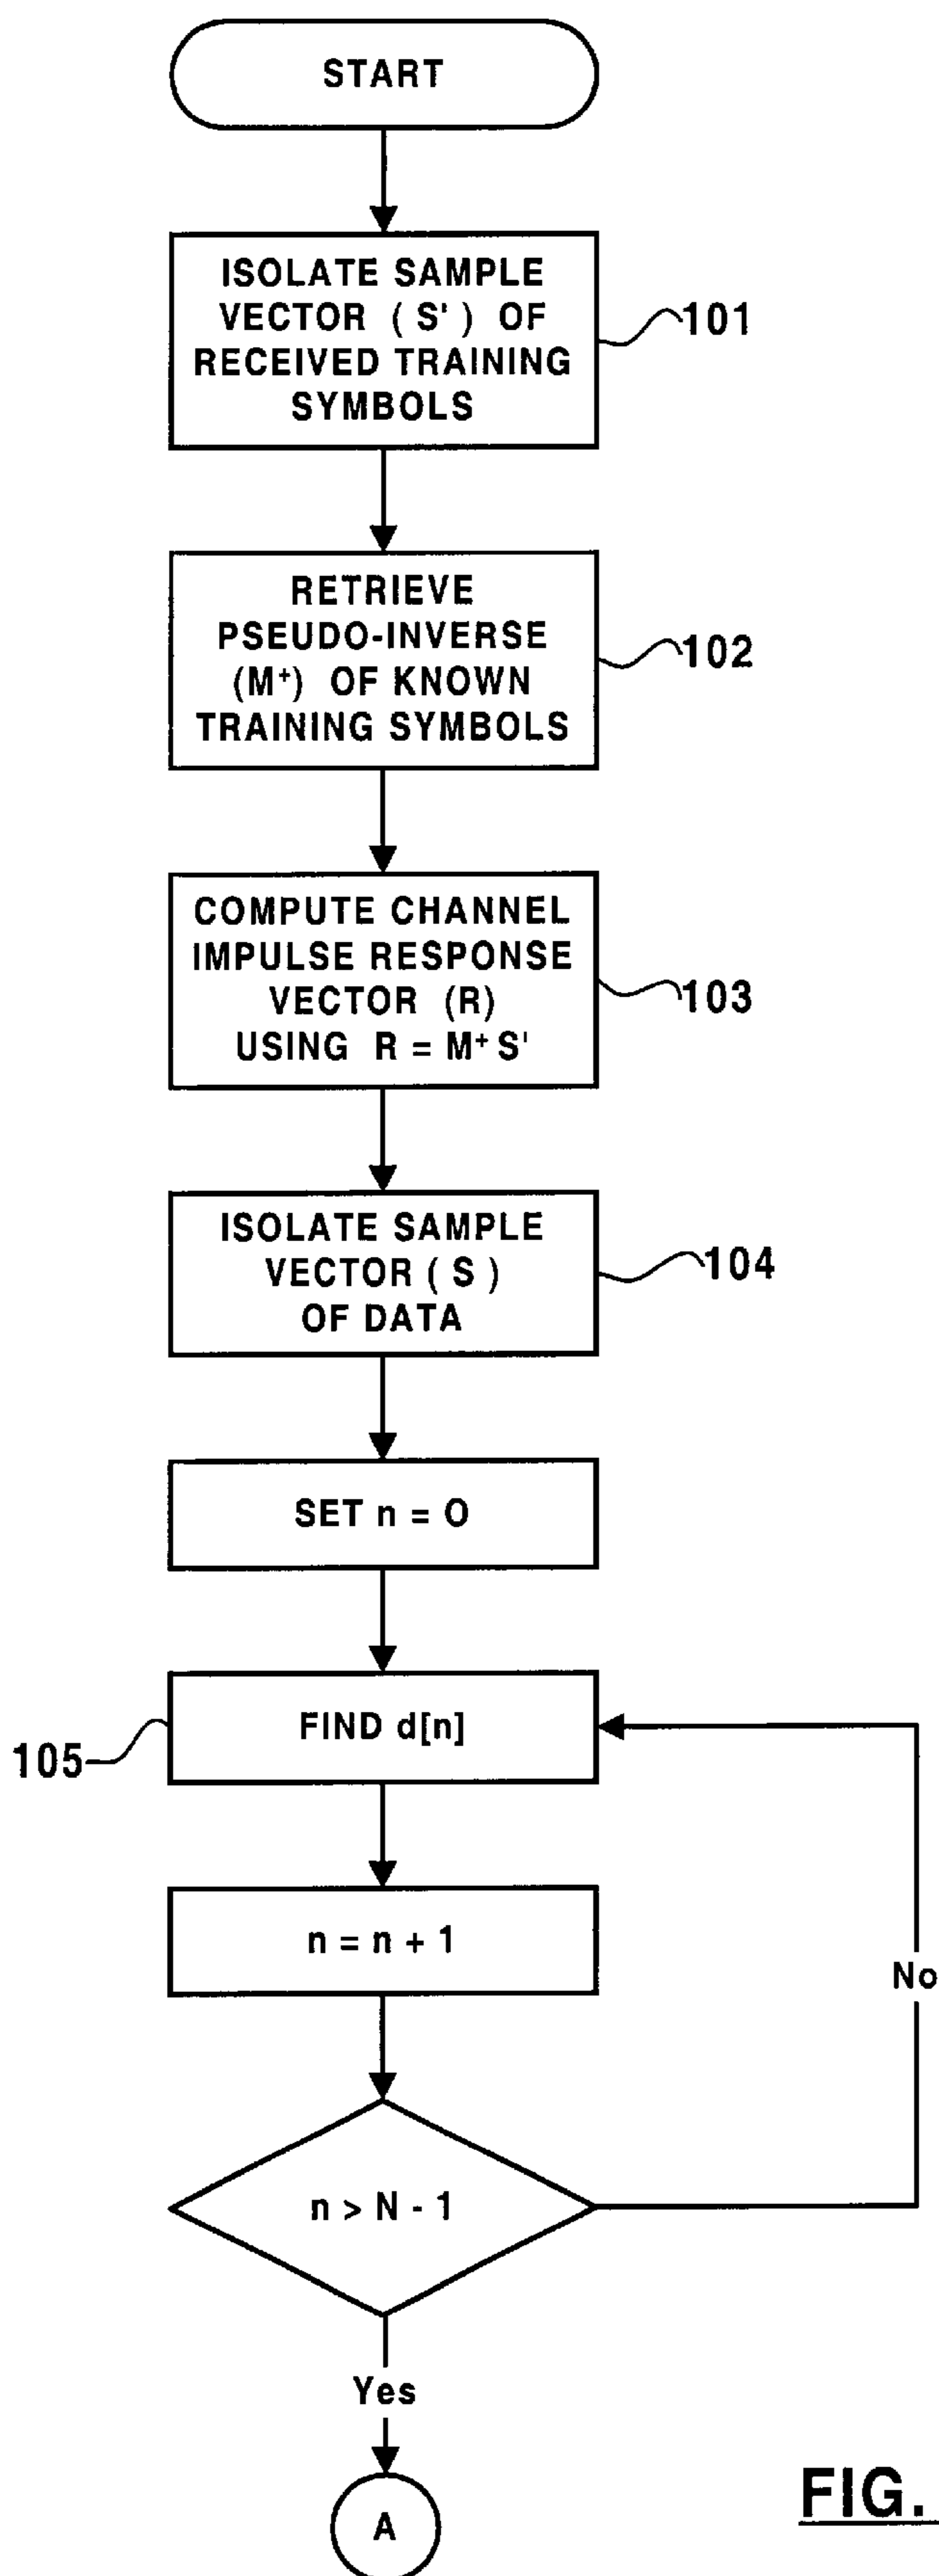 START
ISOLATE SAMPLE
VECTOR ( S' ) OF
RECEIVED TRAINING
SYMBOLS
101
RETRIEVE
PSEUDO-INVERSE
(M⁺) OF KNOWN
TRAINING SYMBOLS
102
COMPUTE CHANNEL
IMPULSE RESPONSE
VECTOR (R)
USING R = M⁺ S'
103
ISOLATE SAMPLE
VECTOR ( S )
OF DATA
104
SET n = O
FIND d[n]
105
n = n + 1
No
n > N - 1
Yes
A
FIG.